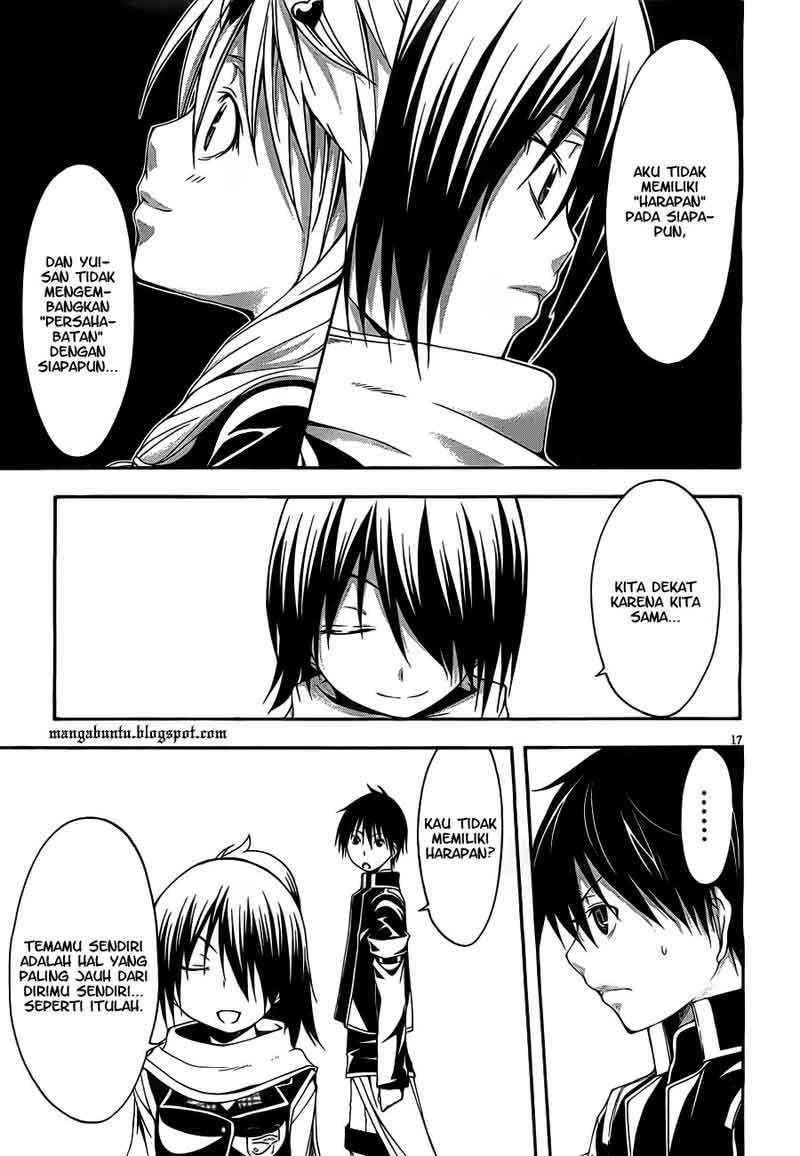 AKU TIDAK
MEMILIKI
"HARAPAN"
PADA SIAPA-
PUN,
DAN YUI-
SAN TIDAK
MENGEM-
BANGKAN
"PERSAHA-
BATAN"
DENGAN
SIAPAPUN...
KITA DEKAT
KARENA KITA
SAMA...
mangabuntu.blogspot.com
17
.......
KAU TIDAK
MEMILIKI
HARAPAN?
TEMAMU SENDIRI
ADALAH HAL YANG
PALING JAUH DARI
DIRIMU SENDIRI...
SEPERTI ITULAH.